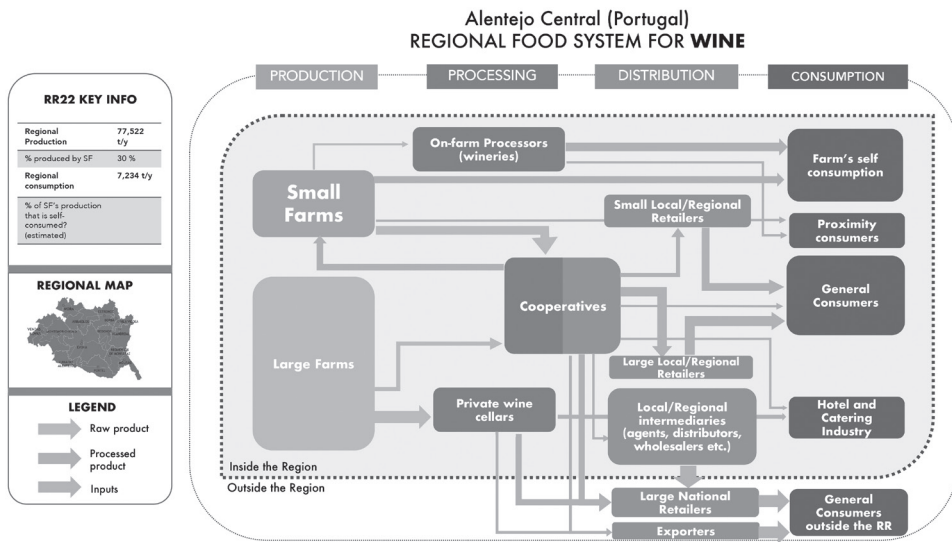 Alentejo Central (Portugal)
REGIONAL FOOD SYSTEM FOR WINE
RR22 KEY INFO
Regional 77,522
Production t/y
% produced by SF 30 %
Regional 7,234 t/y
consumption
% of SF's production
that is self-
consumed?
(estimated)
REGIONAL MAP
LEGEND
Raw product
Processed
product
Inputs
PRODUCTION
PROCESSING
DISTRIBUTION
CONSUMPTION
On-farm Processors
(wineries)
Farm's self
consumption
Small
Farms
Small Local/Regional
Retailers
Proximity
consumers
Cooperatives
General
Consumers
Large Farms
Large Local/Regional
Retailers
Private wine
cellars
Local/Regional
intermediaries
(agents, distributors,
wholesalers etc.)
Hotel and
Catering
Industry
Inside the Region
Outside the Region
Large National
Retailers
General
Consumers
outside the RR
Exporters